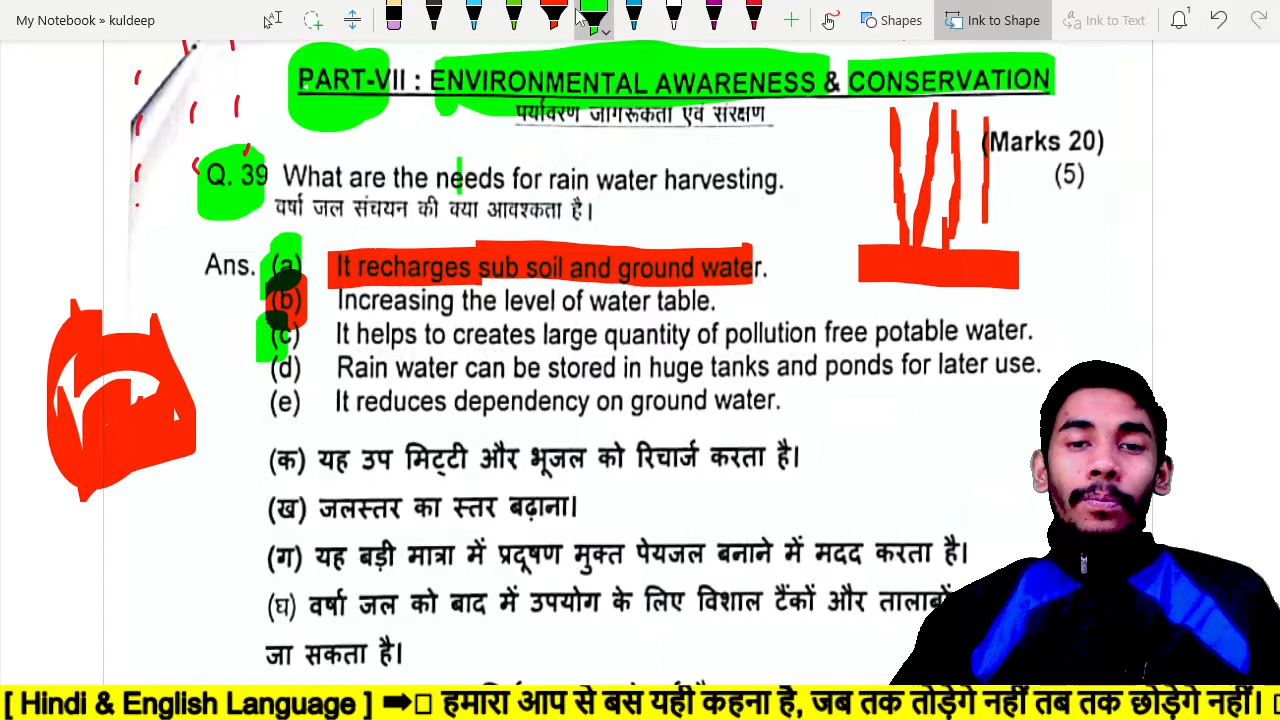 My Notebook » kuldeep
Shapes
Ink to Shape
Ink to Text
PART-VII : ENVIRONMENTAL AWARENESS & CONSERVATION
पर्यावरण जागरूकता एवं संरक्षण
(Marks 20)
Q. 39 What are the needs for rain water harvesting.
(5)
वर्षा जल संचयन की क्या आवश्कता है।
Ans. (a) It recharges sub soil and ground water.
(b) Increasing the level of water table.
(c) It helps to creates large quantity of pollution free potable water.
(d) Rain water can be stored in huge tanks and ponds for later use.
(e) It reduces dependency on ground water.
(क) यह उप मिट्टी और भूजल को रिचार्ज करता है।
(ख) जलस्तर का स्तर बढ़ाना।
(ग) यह बड़ी मात्रा में प्रदूषण मुक्त पेयजल बनाने में मदद करता है।
(घ) वर्षा जल को बाद में उपयोग के लिए विशाल टैंकों और तालाबों
जा सकता है।
[ Hindi & English Language ] ➡ हमारा आप से बस यही कहना है, जब तक तोड़ेगे नहीं तब तक छोड़ेगे नहीं।